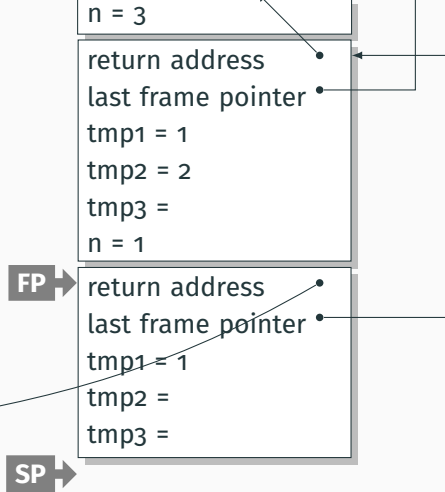 n = 3
return address
last frame pointer
tmp1 = 1
tmp2 = 2
tmp3 =
n = 1
FP
return address
last frame pointer
tmp1 = 1
tmp2 =
tmp3 =
SP